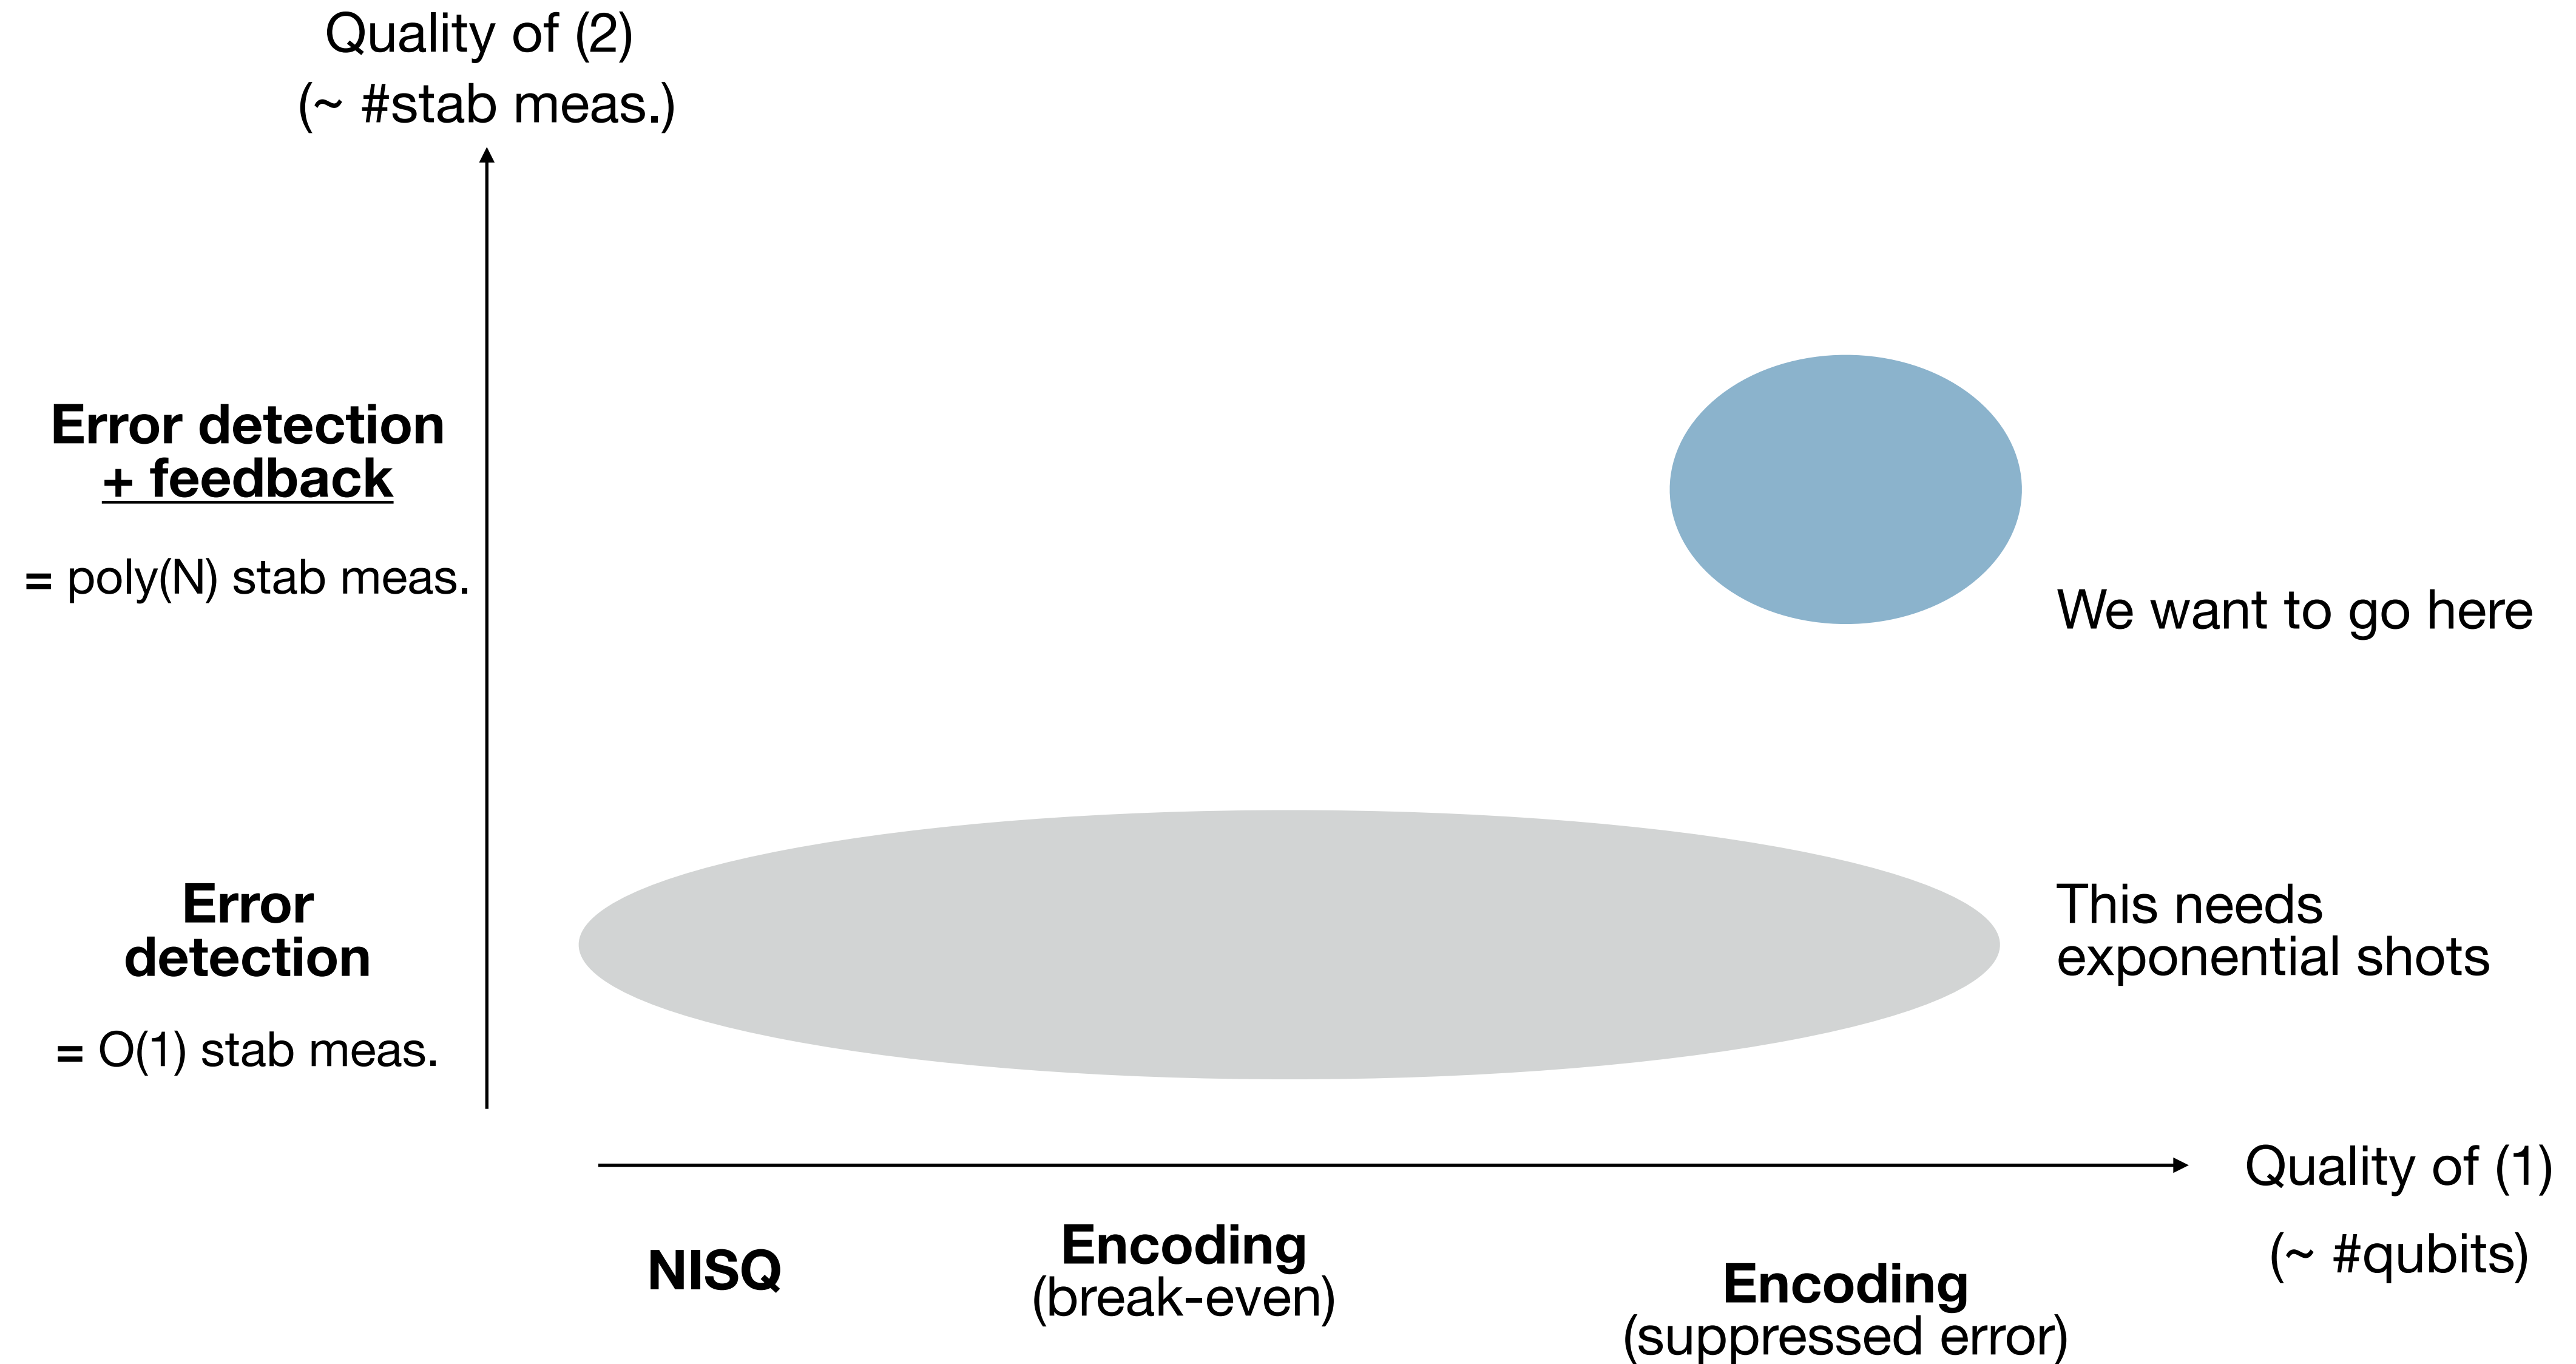 Quality of (2)
(~ #stab meas.)
Error detection
+ feedback
= poly(N) stab meas.
We want to go here
Error
detection
= O(1) stab meas.
This needs
exponential shots
Quality of (1)
(~ #qubits)
NISQ
Encoding
(break-even)
Encoding
(suppressed error)